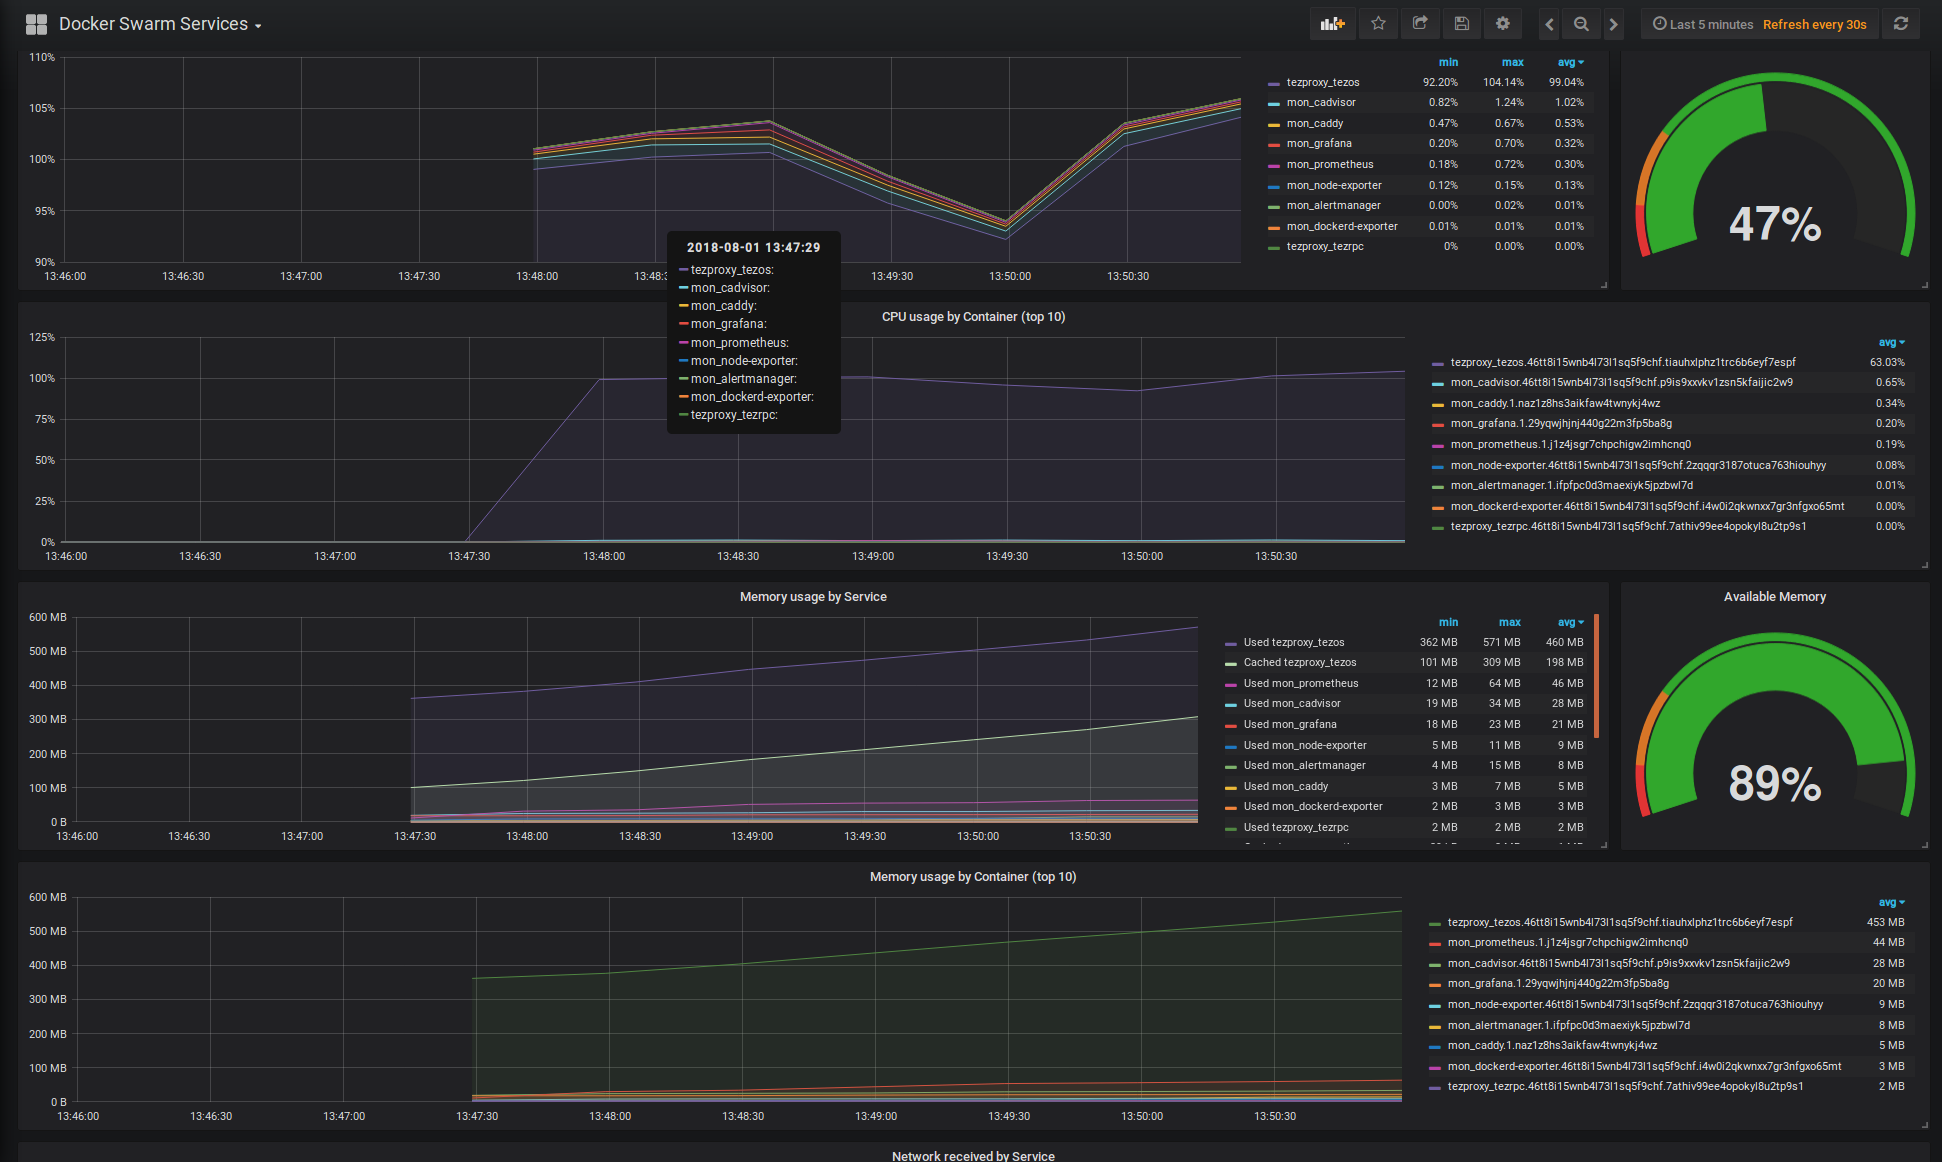 Docker Swarm Services
Last 5 minutes Refresh every 30s
110%
105%
100%
95%
90%
13:46:00 13:46:30 13:47:00 13:47:30 13:48:00 13:48:3 13:49:30 13:50:00 13:50:30
min max avg
tezproxy_tezos 92.20% 104.14% 99.04%
mon_cadvisor 0.82% 1.24% 1.02%
mon_caddy 0.47% 0.67% 0.53%
mon_grafana 0.20% 0.70% 0.32%
mon_prometheus 0.18% 0.72% 0.30%
mon_node-exporter 0.12% 0.15% 0.13%
mon_alertmanager 0.00% 0.02% 0.01%
mon_dockerd-exporter 0.01% 0.01% 0.01%
tezproxy_tezrpc 0% 0.00% 0.00%
47%
2018-08-01 13:47:29
tezproxy_tezos:
mon_cadvisor:
mon_caddy:
mon_grafana:
mon_prometheus:
mon_node-exporter:
mon_alertmanager:
mon_dockerd-exporter:
tezproxy_tezrpc:
CPU usage by Container (top 10)
125%
100%
75%
50%
25%
0%
13:46:00 13:46:30 13:47:00 13:47:30 13:48:00 13:48:30 13:49:00 13:49:30 13:50:00 13:50:30
avg
tezproxy_tezos.46tt8i15wnb4l73l1sq5f9chf.tiauhxlphz1trc6b6eyf7espf 63.03%
mon_cadvisor.46tt8i15wnb4l73l1sq5f9chf.p9is9xxvkv1zsn5kfaijic2w9 0.65%
mon_caddy.1.naz1z8hs3aikfaw4twnykj4wz 0.34%
mon_grafana.1.29yqwjhjnj440g22m3fp5ba8g 0.20%
mon_prometheus.1.j1z4jsgr7chpchigw2imhcnq0 0.19%
mon_node-exporter.46tt8i15wnb4l73l1sq5f9chf.2zqqqr3187otuca763hiouhyy 0.08%
mon_alertmanager.1.ifpfpc0d3maexiyk5jpzbwl7d 0.01%
mon_dockerd-exporter.46tt8i15wnb4l73l1sq5f9chf.i4w0i2qkwnxx7gr3nfgxo65mt 0.00%
tezproxy_tezrpc.46tt8i15wnb4l73l1sq5f9chf.7athiv99ee4opokyl8u2tp9s1 0.00%
Memory usage by Service
600 MB
500 MB
400 MB
300 MB
200 MB
100 MB
0 B
13:46:00 13:46:30 13:47:00 13:47:30 13:48:00 13:48:30 13:49:00 13:49:30 13:50:00 13:50:30
min max avg
Used tezproxy_tezos 362 MB 571 MB 460 MB
Cached tezproxy_tezos 101 MB 309 MB 198 MB
Used mon_prometheus 12 MB 64 MB 46 MB
Used mon_cadvisor 19 MB 34 MB 28 MB
Used mon_grafana 18 MB 23 MB 21 MB
Used mon_node-exporter 5 MB 11 MB 9 MB
Used mon_alertmanager 4 MB 15 MB 8 MB
Used mon_caddy 3 MB 7 MB 5 MB
Used mon_dockerd-exporter 2 MB 3 MB 3 MB
Used tezproxy_tezrpc 2 MB 2 MB 2 MB
Available Memory
89%
Memory usage by Container (top 10)
600 MB
500 MB
400 MB
300 MB
200 MB
100 MB
0 B
13:46:00 13:46:30 13:47:00 13:47:30 13:48:00 13:48:30 13:49:00 13:49:30 13:50:00 13:50:30
avg
tezproxy_tezos.46tt8i15wnb4l73l1sq5f9chf.tiauhxlphz1trc6b6eyf7espf 453 MB
mon_prometheus.1.j1z4jsgr7chpchigw2imhcnq0 44 MB
mon_cadvisor.46tt8i15wnb4l73l1sq5f9chf.p9is9xxvkv1zsn5kfaijic2w9 28 MB
mon_grafana.1.29yqwjhjnj440g22m3fp5ba8g 20 MB
mon_node-exporter.46tt8i15wnb4l73l1sq5f9chf.2zqqqr3187otuca763hiouhyy 9 MB
mon_alertmanager.1.ifpfpc0d3maexiyk5jpzbwl7d 8 MB
mon_caddy.1.naz1z8hs3aikfaw4twnykj4wz 5 MB
mon_dockerd-exporter.46tt8i15wnb4l73l1sq5f9chf.i4w0i2qkwnxx7gr3nfgxo65mt 3 MB
tezproxy_tezrpc.46tt8i15wnb4l73l1sq5f9chf.7athiv99ee4opokyl8u2tp9s1 2 MB
Network received by Service